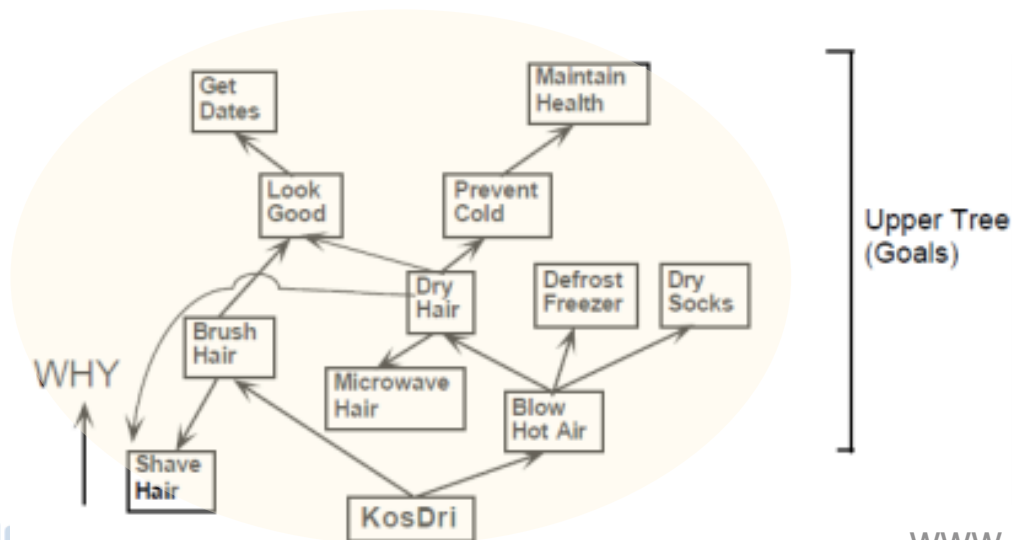 Get
Dates
Maintain
Health
Look
Good
Prevent
Cold
Upper Tree
(Goals)
Dry
Hair
Defrost
Freezer
Dry
Socks
Brush
Hair
WHY
Microwave
Hair
Blow
Hot Air
Shave
Hair
KosDri